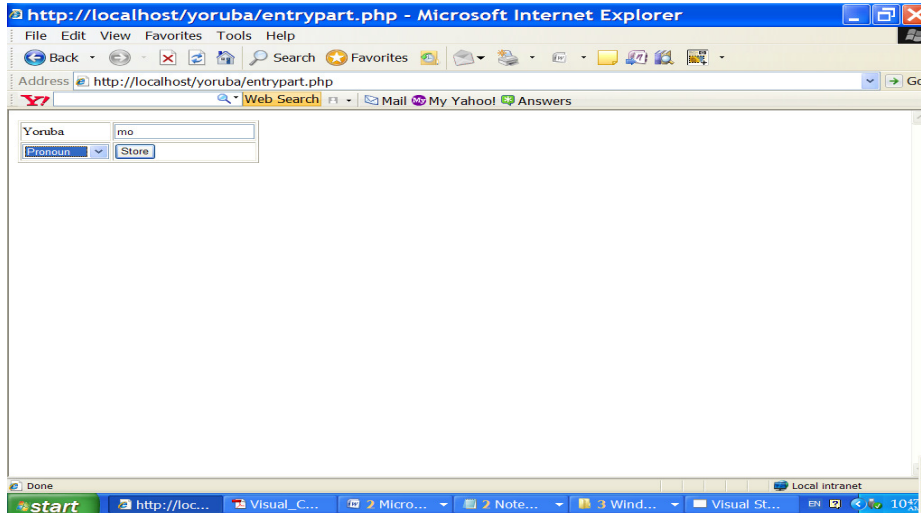 http://localhost/yoruba/entrypart.php - Microsoft Internet Explorer
File Edit View Favorites Tools Help
Back Search Favorites
Address http://localhost/yoruba/entrypart.php Go
Y! Web Search Mail My Yahoo! Answers
Yoruba mo
Pronoun Store
Done Local intranet
start http://loc... Visual_C... 2 Micro... 2 Note... 3 Wind... Visual St... EN